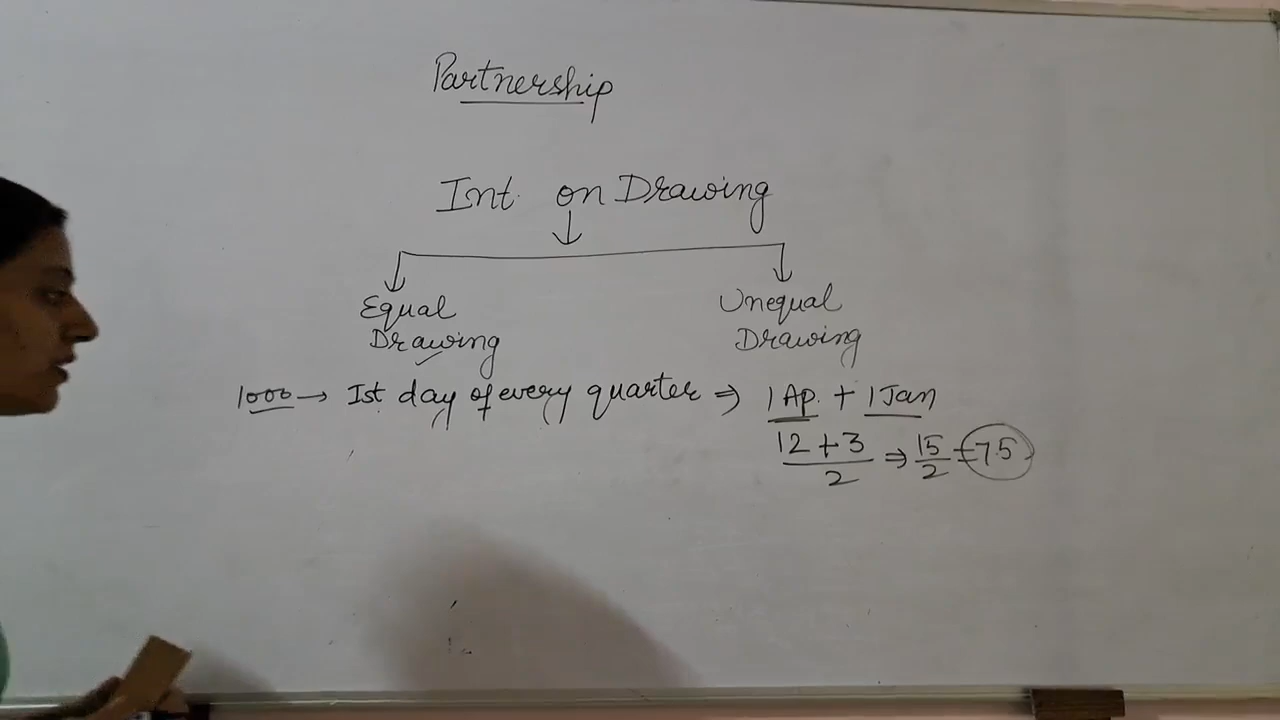 Partnership
Int. on Drawing
↓
Equal Drawing
Unequal Drawing
1000 → Ist day of every quarter ⇒ 1 Ap. + 1 Jan
12 + 3 / 2 ⇒ 15 / 2 = 7.5